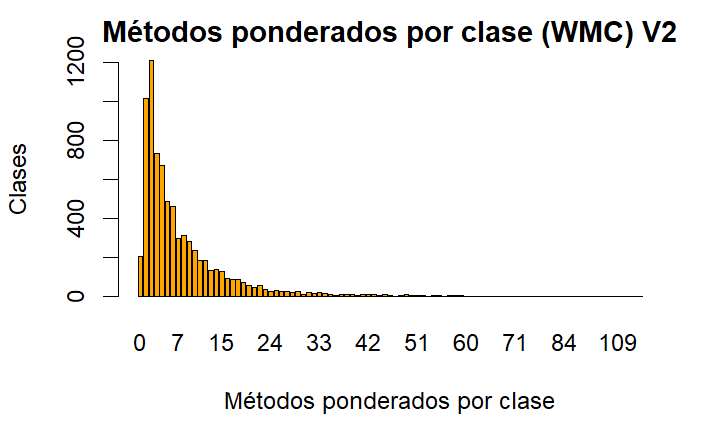 Métodos ponderados por clase (WMC) V2
Clases
1200
800
400
0
0 7 15 24 33 42 51 60 71 84 109
Métodos ponderados por clase